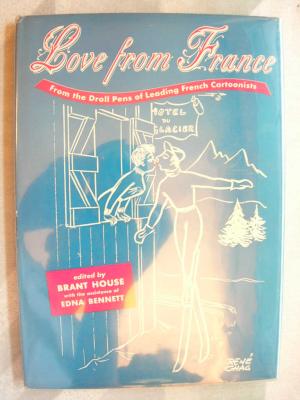 Love from France
From the Droll Pens of Leading French Cartoonists
HOTEL
DU
GLACIER
edited by
BRANT HOUSE
with the assistance of
EDNA BENNETT
RENÉ
GHAG